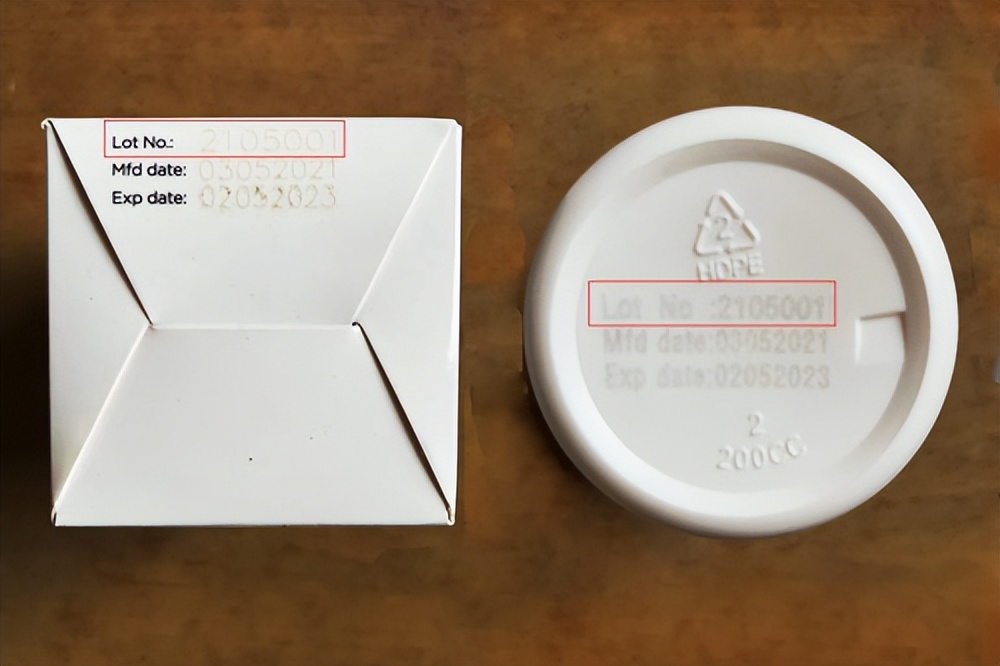 Lot No.: 2105001
Mfd date: 03052021
Exp date: 02052023
2
HDPE
Lot No :2105001
Mfd date:03052021
Exp date:02052023
2
200CC